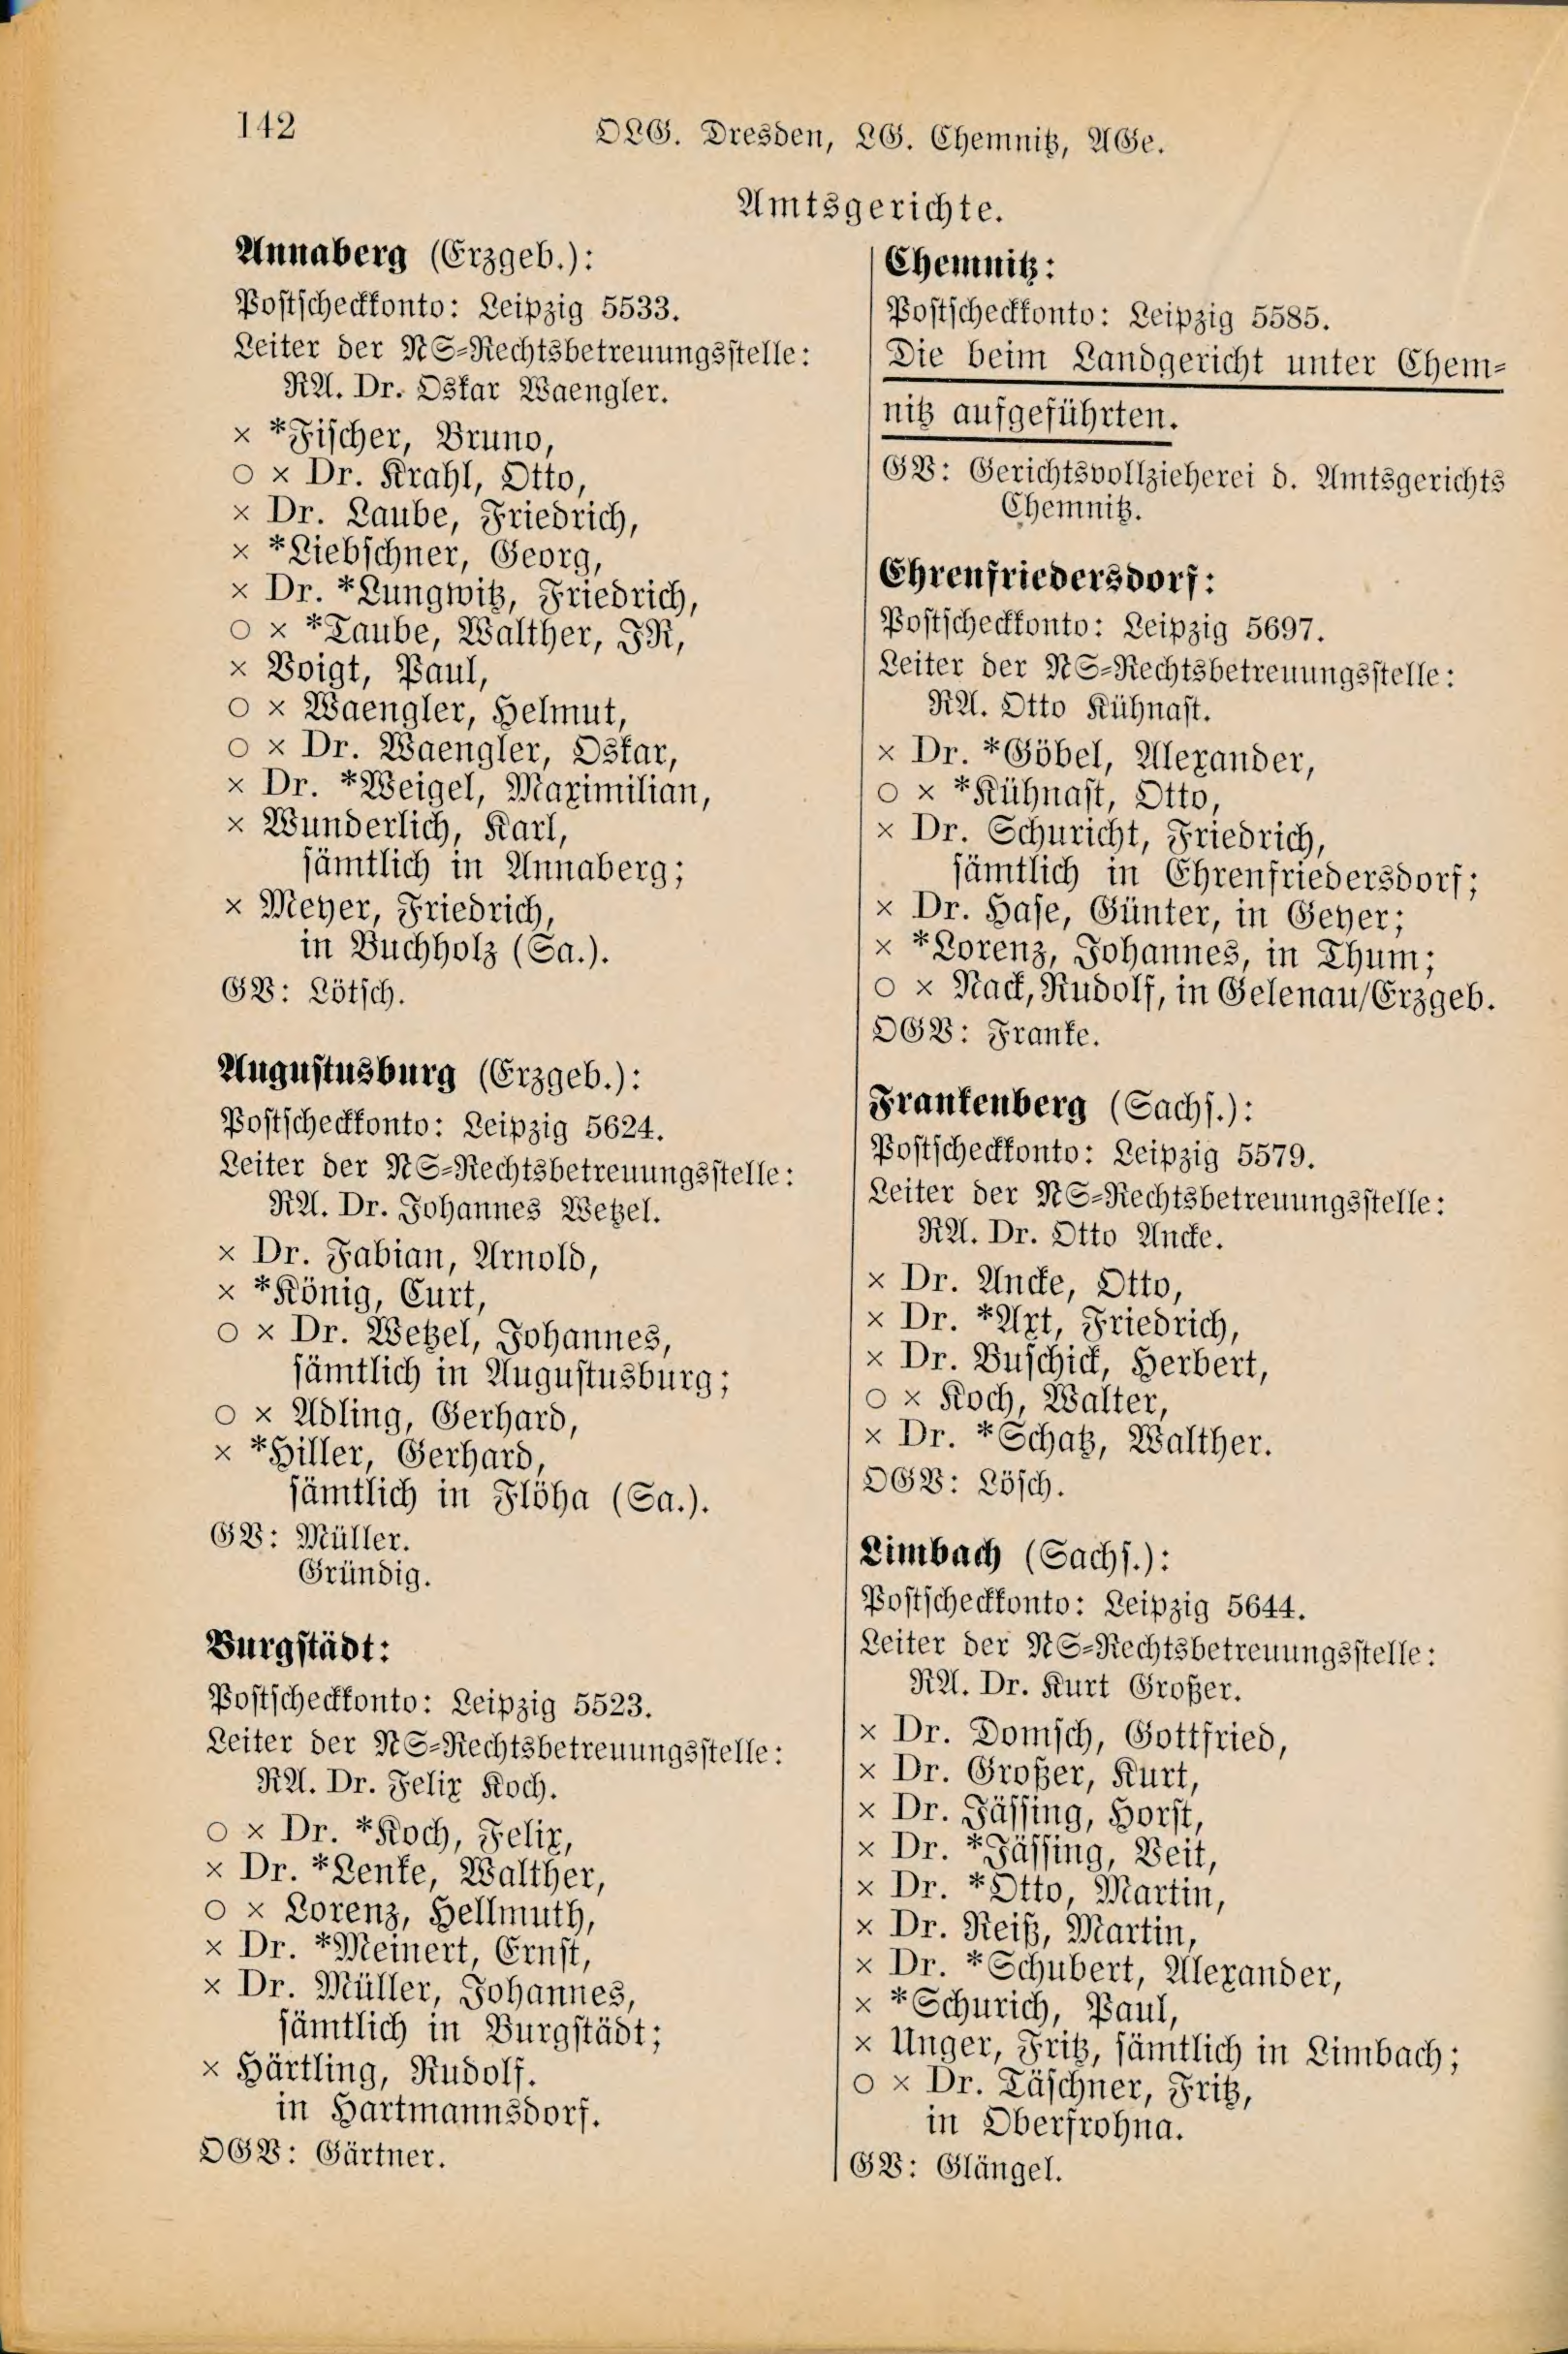 142
OLG. Dresden, LG. Chemnitz, AGe.
Amtsgerichte.
Annaberg (Erzgeb.):
Postscheckkonto: Leipzig 5533.
Leiter der NS-Rechtsbetreuungsstelle:
RA. Dr. Oskar Waengler.
× *Fischer, Bruno,
○ × Dr. Krahl, Otto,
× Dr. Laube, Friedrich,
× *Liebschner, Georg,
× Dr. *Lungwitz, Friedrich,
○ × *Taube, Walther, JR,
× Voigt, Paul,
○ × Waengler, Helmut,
○ × Dr. Waengler, Oskar,
× Dr. *Weigel, Maximilian,
× Wunderlich, Karl,
sämtlich in Annaberg;
× Meyer, Friedrich,
in Buchholz (Sa.).
GV: Lötsch.
Augustusburg (Erzgeb.):
Postscheckkonto: Leipzig 5624.
Leiter der NS-Rechtsbetreuungsstelle:
RA. Dr. Johannes Wetzel.
× Dr. Fabian, Arnold,
× *König, Curt,
○ × Dr. Wetzel, Johannes,
sämtlich in Augustusburg;
○ × Adling, Gerhard,
× *Hiller, Gerhard,
sämtlich in Flöha (Sa.).
GV: Müller.
Gründig.
Burgstädt:
Postscheckkonto: Leipzig 5523.
Leiter der NS-Rechtsbetreuungsstelle:
RA. Dr. Felix Koch.
○ × Dr. *Koch, Felix,
× Dr. *Lenke, Walther,
○ × Lorenz, Hellmuth,
× Dr. *Meinert, Ernst,
× Dr. Müller, Johannes,
sämtlich in Burgstädt;
× Härtling, Rudolf.
in Hartmannsdorf.
OGV: Gärtner.
Chemnitz:
Postscheckkonto: Leipzig 5585.
Die beim Landgericht unter Chem-
nitz aufgeführten.
GV: Gerichtsvollzieherei d. Amtsgerichts
Chemnitz.
Ehrenfriedersdorf:
Postscheckkonto: Leipzig 5697.
Leiter der NS-Rechtsbetreuungsstelle:
RA. Otto Kühnast.
× Dr. *Göbel, Alexander,
○ × *Kühnast, Otto,
× Dr. Schuricht, Friedrich,
sämtlich in Ehrenfriedersdorf;
× Dr. Hase, Günter, in Geyer;
× *Lorenz, Johannes, in Thum;
○ × Nack, Rudolf, in Gelenau/Erzgeb.
OGV: Franke.
Frankenberg (Sachs.):
Postscheckkonto: Leipzig 5579.
Leiter der NS-Rechtsbetreuungsstelle:
RA. Dr. Otto Ancke.
× Dr. Ancke, Otto,
× Dr. *Axt, Friedrich,
× Dr. Buschick, Herbert,
○ × Koch, Walter,
× Dr. *Schatz, Walther.
OGV: Lösch.
Limbach (Sachs.):
Postscheckkonto: Leipzig 5644.
Leiter der NS-Rechtsbetreuungsstelle:
RA. Dr. Kurt Großer.
× Dr. Domsch, Gottfried,
× Dr. Großer, Kurt,
× Dr. Jässing, Horst,
× Dr. *Jässing, Veit,
× Dr. *Otto, Martin,
× Dr. Reiß, Martin,
× Dr. *Schubert, Alexander,
× *Schurich, Paul,
× Unger, Fritz, sämtlich in Limbach;
○ × Dr. Täschner, Fritz,
in Oberfrohna.
GV: Glängel.